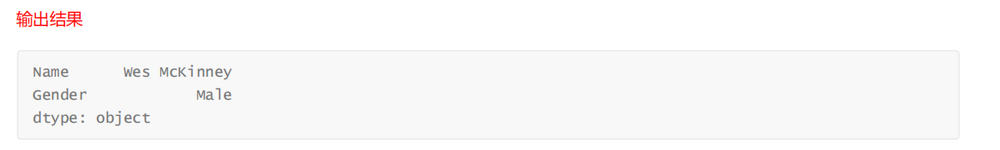 输出结果
Name      Wes McKinney
Gender            Male
dtype: object